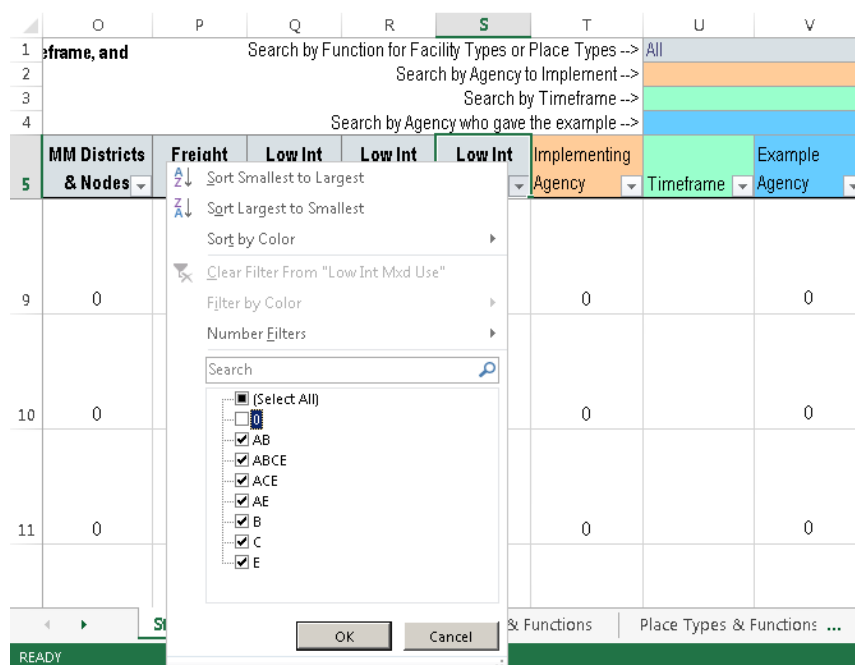 O P Q R S T U V
1 eframe, and Search by Function for Facility Types or Place Types --> All
2 Search by Agency to Implement -->
3 Search by Timeframe -->
4 Search by Agency who gave the example -->
MM Districts Freight Low Int Low Int Low Int Implementing Example
5 & Nodes Agency Timeframe Agency
Sort Smallest to Largest
Sort Largest to Smallest
Sort by Color
Clear Filter From "Low Int Mxd Use"
9 0 0 0
Filter by Color
Number Filters
Search
(Select All)
10 0 0 0
0
AB
ABCE
ACE
AE
B
11 0 0 0
C
E
St & Functions Place Types & Functions ...
OK Cancel
READY